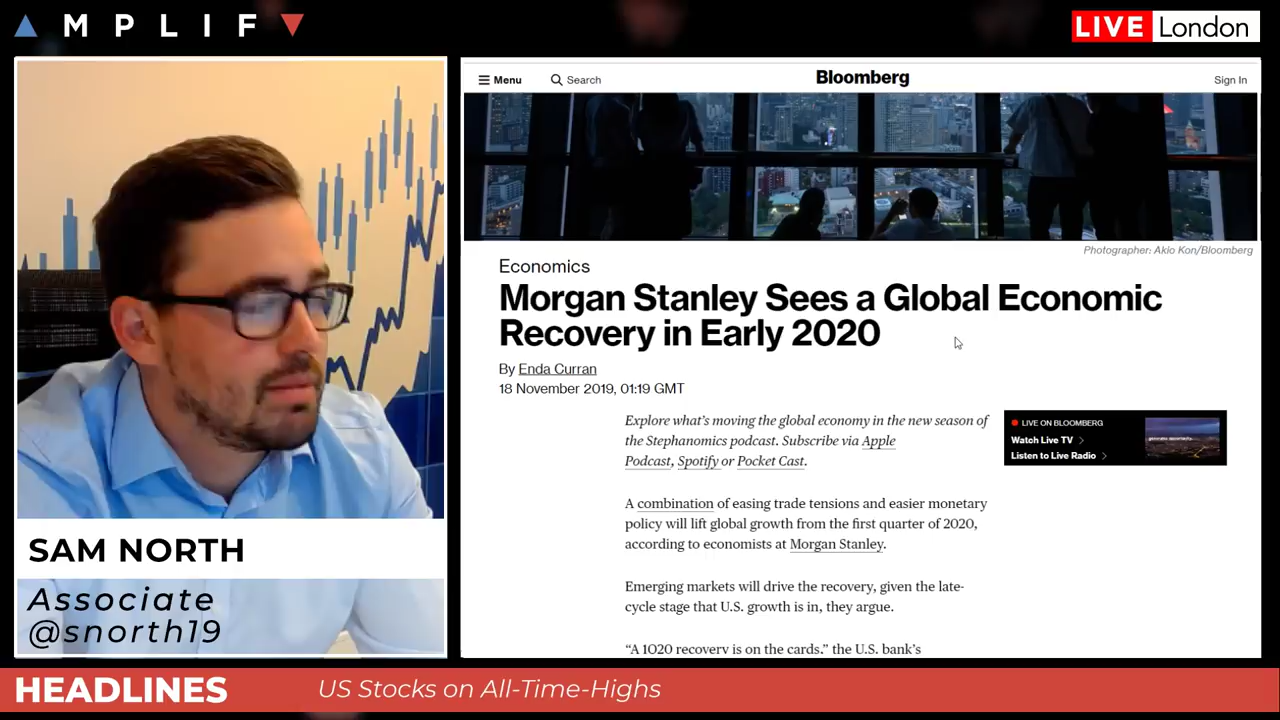 MPLIF
LIVE London
Menu
Search
Bloomberg
Sign In
Photographer: Akio Kon/Bloomberg
Economics
Morgan Stanley Sees a Global Economic
Recovery in Early 2020
By Enda Curran
18 November 2019, 01:19 GMT
Explore what's moving the global economy in the new season of
the Stephanomics podcast. Subscribe via Apple
Podcast, Spotify or Pocket Cast.
LIVE ON BLOOMBERG
Watch Live TV
Listen to Live Radio
A combination of easing trade tensions and easier monetary
policy will lift global growth from the first quarter of 2020,
according to economists at Morgan Stanley.
Emerging markets will drive the recovery, given the late-
cycle stage that U.S. growth is in, they argue.
“A 1Q20 recovery is on the cards,” the U.S. bank’s
SAM NORTH
Associate
@snorth19
HEADLINES
US Stocks on All-Time-Highs